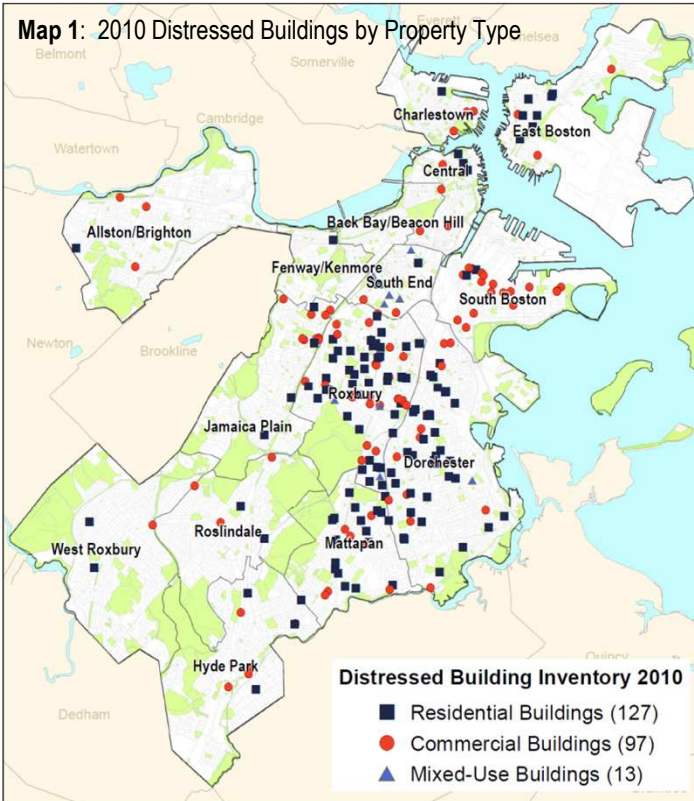 Map 1: 2010 Distressed Buildings by Property Type
Everett
Chelsea
Belmont
Somerville
Charlestown
East Boston
Cambridge
Watertown
Central
Allston/Brighton
Back Bay/Beacon Hill
Fenway/Kenmore
South End
South Boston
Newton
Brookline
Roxbury
Jamaica Plain
Dorchester
Roslindale
West Roxbury
Mattapan
Quincy
Hyde Park
Dedham
Distressed Building Inventory 2010
Residential Buildings (127)
Commercial Buildings (97)
Mixed-Use Buildings (13)